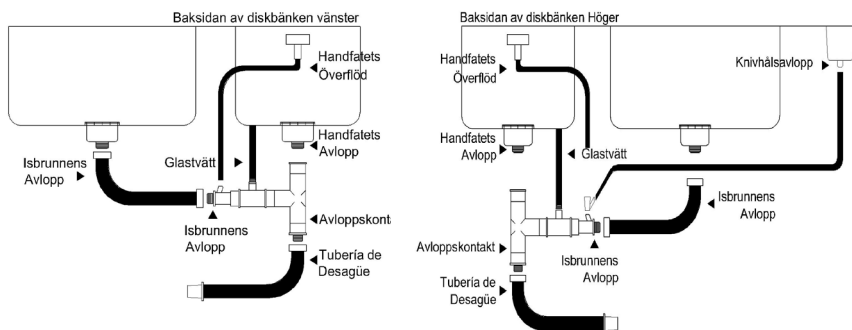 Baksidan av diskbänken vänster
Handfatets
Överflöd
Handfatets
Avlopp
Isbrunnens
Avlopp
Glastvätt
Isbrunnens
Avlopp
Avloppskontakt
Tubería de
Desagüe
Baksidan av diskbänken Höger
Handfatets
Överflöd
Knivhålsavlopp
Handfatets
Avlopp
Glastvätt
Isbrunnens
Avlopp
Avloppskontakt
Isbrunnens
Avlopp
Tubería de
Desagüe